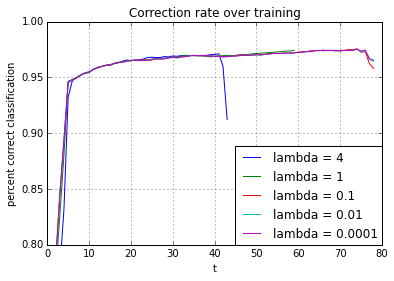 Correction rate over training
percent correct classification
1.00
0.95
0.90
0.85
0.80
0 10 20 30 40 50 60 70 80
t
lambda = 4
lambda = 1
lambda = 0.1
lambda = 0.01
lambda = 0.0001